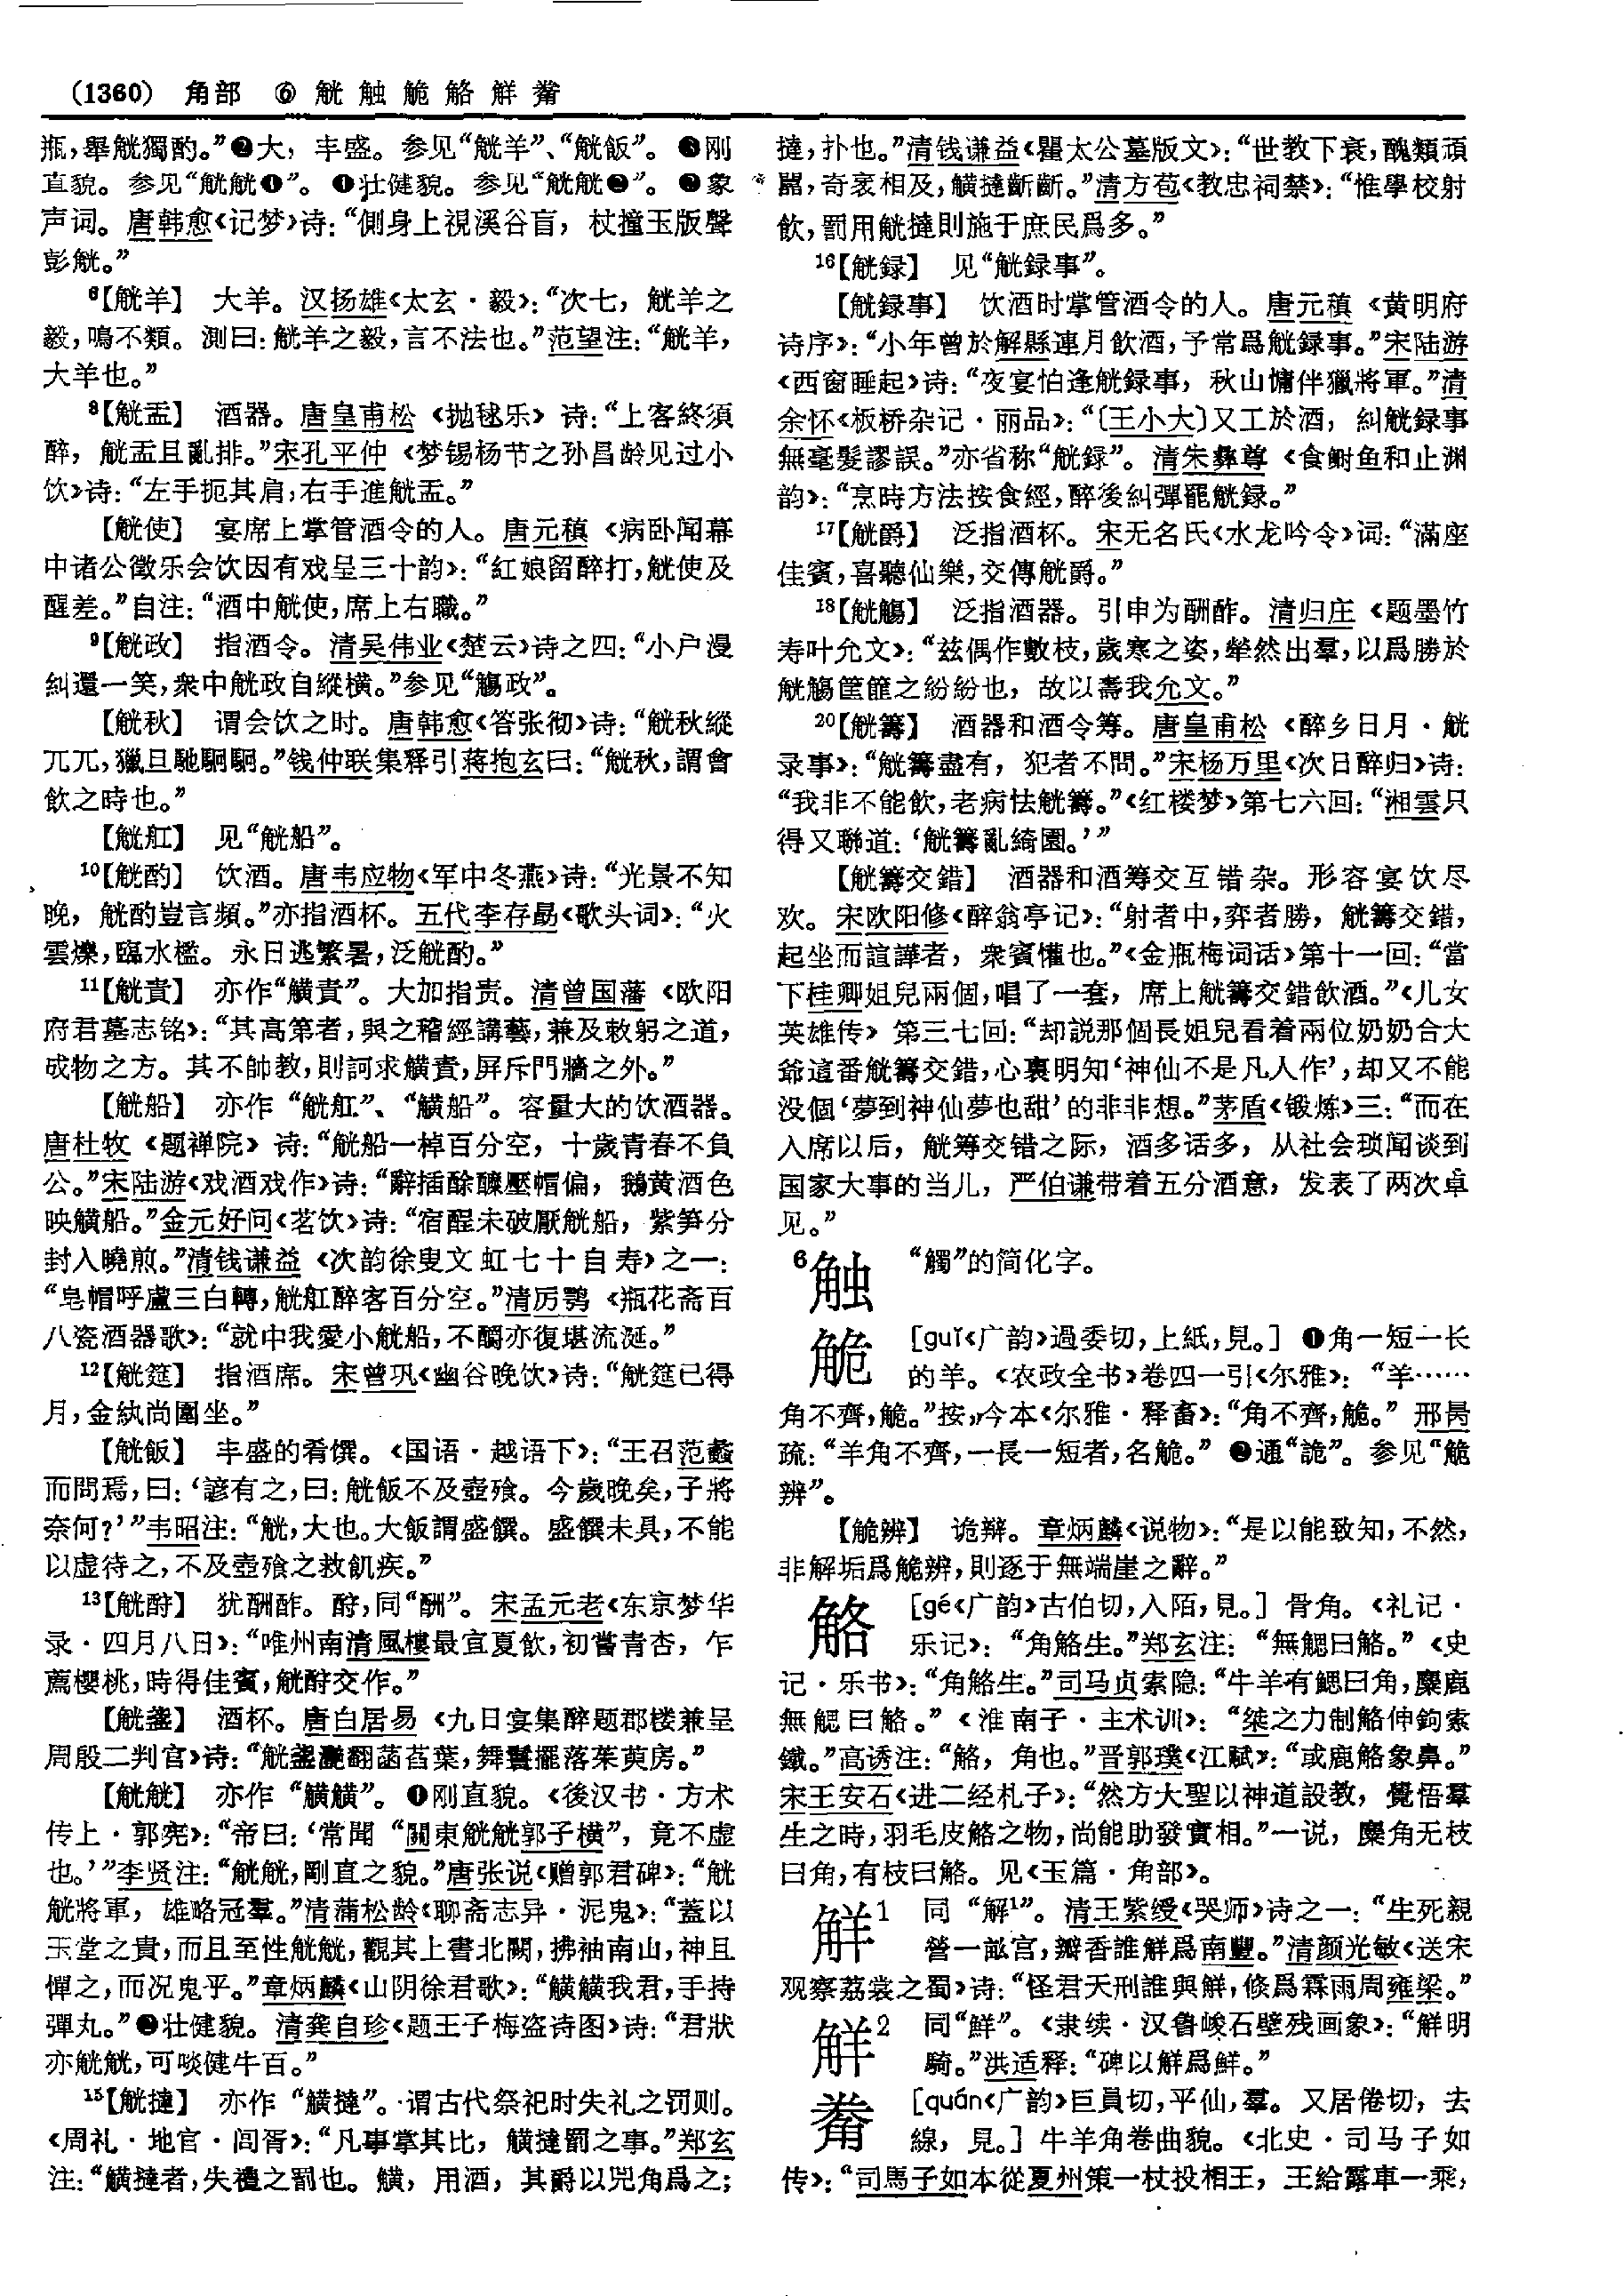 (1360) 角部 ⑥ 觥 触 觤 觡 觧 觠
瓶，舉觥獨酌。”❷大，丰盛。参见“觥羊”、“觥飯”。❸刚
直貌。参见“觥觥❶”。❹壮健貌。参见“觥觥❷”。❺象
声词。唐韩愈《记梦》诗：“側身上視溪谷盲，杖撞玉版聲
彭觥。”
⁶【觥羊】 大羊。汉扬雄《太玄·毅》：“次七，觥羊之
毅，鳴不類。測曰：觥羊之毅，言不法也。”范望注：“觥羊，
大羊也。”
⁸【觥盂】 酒器。唐皇甫松《抛毬乐》诗：“上客終須
醉，觥盂且亂排。”宋孔平仲《梦锡杨节之孙昌龄见过小
饮》诗：“左手扼其肩，右手進觥盂。”
【觥使】 宴席上掌管酒令的人。唐元稹《病卧闻幕
中诸公徵乐会饮因有戏呈三十韵》：“紅娘留醉打，觥使及
醒差。”自注：“酒中觥使，席上右職。”
⁹【觥政】 指酒令。清吴伟业《楚云》诗之四：“小户漫
糾還一笑，衆中觥政自縱横。”参见“觴政”。
【觥秋】 谓会饮之时。唐韩愈《答张彻》诗：“觥秋縱
兀兀，獵旦馳駉駉。”钱仲联集释引蒋抱玄曰：“觥秋，謂會
飲之時也。”
【觥舡】 见“觥船”。
¹⁰【觥酌】 饮酒。唐韦应物《军中冬燕》诗：“光景不知
晚，觥酌豈言頻。”亦指酒杯。五代李存勗《歌头词》：“火
雲爍，臨水檻。永日逃繁暑，泛觥酌。”
¹¹【觥責】 亦作“觵責”。大加指责。清曾国藩《欧阳
府君墓志铭》：“其高第者，與之稽經講藝，兼及敕躬之道，
成物之方。其不帥教，則訶求觵責，屏斥門牆之外。”
【觥船】 亦作“觥舡”、“觵船”。容量大的饮酒器。
唐杜牧《题禅院》诗：“觥船一棹百分空，十歲青春不負
公。”宋陆游《戏酒戏作》诗：“辭插酴醾壓帽偏，鵝黄酒色
映觵船。”金元好问《茗饮》诗：“宿酲未破厭觥船，紫笋分
封入曉煎。”清钱谦益《次韵徐叟文虹七十自寿》之一：
“皂帽呼盧三白轉，觥舡醉客百分空。”清厉鹗《瓶花斋百
八瓷酒器歌》：“就中我愛小觥船，不釂亦復堪流涎。”
¹²【觥筵】 指酒席。宋曾巩《幽谷晚饮》诗：“觥筵已得
月，金紈尚圍坐。”
【觥飯】 丰盛的肴馔。《国语·越语下》：“王召范蠡
而問焉，曰：‘諺有之，曰：觥飯不及壺飱。今歲晚矣，子將
奈何？’”韦昭注：“觥，大也。大飯謂盛饌。盛饌未具，不能
以虚待之，不及壺飱之救飢疾。”
¹³【觥酧】 犹酬酢。酧，同“酬”。宋孟元老《东京梦华
录·四月八日》：“唯州南清風樓最宜夏飲，初嘗青杏，乍
薦櫻桃，時得佳賓，觥酧交作。”
【觥盞】 酒杯。唐白居易《九日宴集醉题郡楼兼呈
周殷二判官》诗：“觥盞灩翻菡萏葉，舞鬟擺落茱萸房。”
【觥觥】 亦作“觵觵”。❶刚直貌。《後汉书·方术
传上·郭宪》：“帝曰：‘常聞“關東觥觥郭子横”，竟不虚
也。’”李贤注：“觥觥，剛直之貌。”唐张说《赠郭君碑》：“觥
觥將軍，雄略冠羣。”清蒲松龄《聊斋志异·泥鬼》：“蓋以
玉堂之貴，而且至性觥觥，觀其上書北闕，拂袖南山，神且
憚之，而况鬼乎。”章炳麟《山阴徐君歌》：“觵觵我君，手持
彈丸。”❷壮健貌。清龚自珍《题王子梅盗诗图》诗：“君狀
亦觥觥，可啖健牛百。”
¹⁵【觥撻】 亦作“觵撻”。谓古代祭祀时失礼之罚则。
《周礼·地官·闾胥》：“凡事掌其比，觵撻罰之事。”郑玄
注：“觵撻者，失禮之罰也。觵，用酒，其爵以兕角爲之；
撻，扑也。”清钱谦益《瞿太公墓版文》：“世教下衰，醜類頑
嚚，奇衺相及，觵撻齗齗。”清方苞《教忠祠禁》：“惟學校射
飲，罰用觥撻則施于庶民爲多。”
¹⁶【觥録】 见“觥録事”。
【觥録事】 饮酒时掌管酒令的人。唐元稹《黄明府
诗序》：“小年曾於解縣連月飲酒，予常爲觥録事。”宋陆游
《西窗睡起》诗：“夜宴怕逢觥録事，秋山慵伴獵將軍。”清
余怀《板桥杂记·丽品》：“〔王小大〕又工於酒，糾觥録事
無毫髮謬誤。”亦省称“觥録”。清朱彝尊《食鲥鱼和止渊
韵》：“烹時方法按食經，醉後糾彈罷觥録。”
¹⁷【觥爵】 泛指酒杯。宋无名氏《水龙吟令》词：“滿座
佳賓，喜聽仙樂，交傳觥爵。”
¹⁸【觥觴】 泛指酒器。引申为酬酢。清归庄《题墨竹
寿叶允文》：“兹偶作數枝，歲寒之姿，犖然出羣，以爲勝於
觥觴筐篚之紛紛也，故以壽我允文。”
²⁰【觥籌】 酒器和酒令筹。唐皇甫松《醉乡日月·觥
录事》：“觥籌盡有，犯者不問。”宋杨万里《次日醉归》诗：
“我非不能飲，老病怯觥籌。”《红楼梦》第七六回：“湘雲只
得又聯道：‘觥籌亂綺園。’”
【觥籌交錯】 酒器和酒筹交互错杂。形容宴饮尽
欢。宋欧阳修《醉翁亭记》：“射者中，弈者勝，觥籌交錯，
起坐而諠譁者，衆賓懽也。”《金瓶梅词话》第十一回：“當
下桂卿姐兒兩個，唱了一套，席上觥籌交錯飲酒。”《儿女
英雄传》第三七回：“却説那個長姐兒看着兩位奶奶合大
爺這番觥籌交錯，心裏明知‘神仙不是凡人作’，却又不能
没個‘夢到神仙夢也甜’的非非想。”茅盾《锻炼》三：“而在
入席以后，觥筹交错之际，酒多话多，从社会琐闻谈到
国家大事的当儿，严伯谦带着五分酒意，发表了两次卓
见。”
⁶触 “觸”的简化字。
觤 [guǐ《广韵》過委切，上紙，見。] ❶角一短一长
的羊。《农政全书》卷四一引《尔雅》：“羊……
角不齊，觤。”按，今本《尔雅·释畜》：“角不齊，觤。”邢昺
疏：“羊角不齊，一長一短者，名觤。”❷通“詭”。参见“觤
辨”。
【觤辨】 诡辩。章炳麟《说物》：“是以能致知，不然，
非解垢爲觤辨，則逐于無端崖之辭。”
觡 [gé《广韵》古伯切，入陌，見。] 骨角。《礼记·
乐记》：“角觡生。”郑玄注：“無䚡曰觡。”《史
记·乐书》：“角觡生。”司马贞索隐：“牛羊有䚡曰角，麋鹿
無䚡曰觡。”《淮南子·主术训》：“桀之力制觡伸鉤索
鐵。”高诱注：“觡，角也。”晋郭璞《江赋》：“或鹿觡象鼻。”
宋王安石《进二经札子》：“然方大聖以神道設教，覺悟羣
生之時，羽毛皮觡之物，尚能助發實相。”一说，麋角无枝
曰角，有枝曰觡。见《玉篇·角部》。
觧¹ 同“解¹”。清王紫绶《哭师》诗之一：“生死親
營一畝宫，瓣香誰觧爲南豐。”清颜光敏《送宋
观察荔裳之蜀》诗：“怪君天刑誰與觧，倏爲霖雨周雍梁。”
觧² 同“鮮”。《隶续·汉鲁峻石壁残画象》：“觧明
騎。”洪适释：“碑以觧爲鮮。”
觠 [quán《广韵》巨員切，平仙，羣。又居倦切，去
線，見。] 牛羊角卷曲貌。《北史·司马子如
传》：“司馬子如本從夏州策一杖投相王，王給露車一乘，